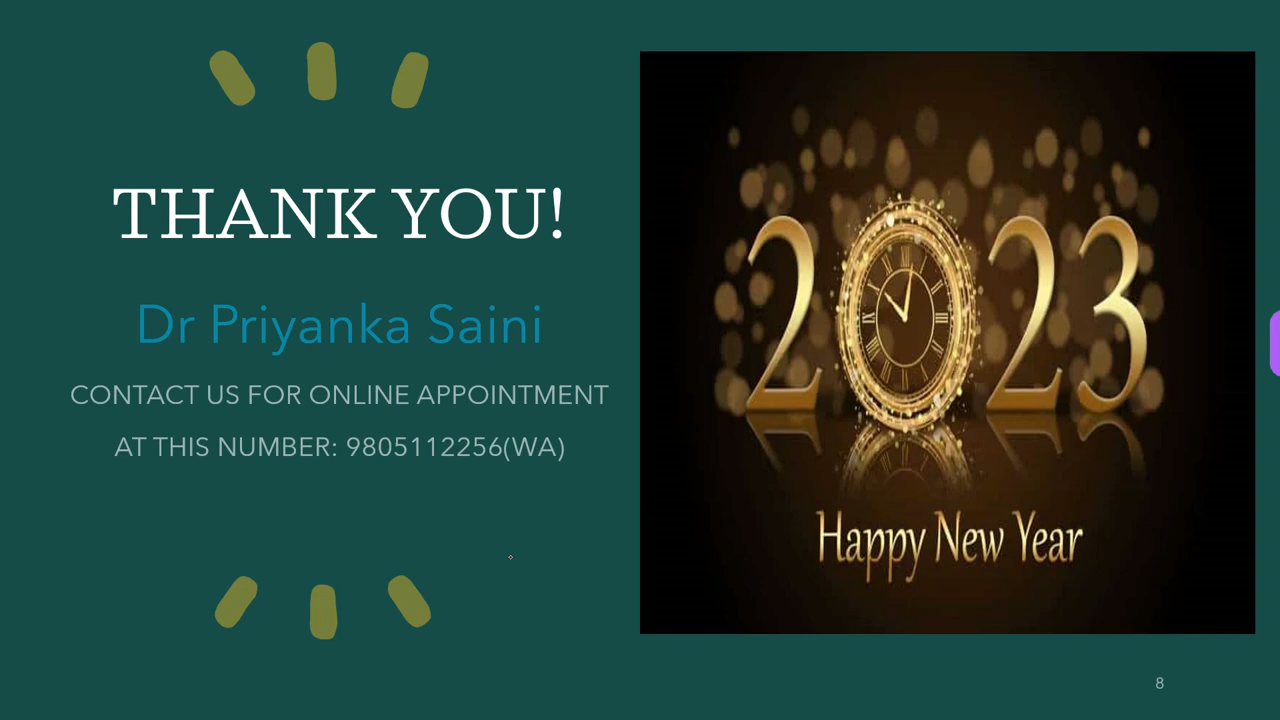 THANK YOU!
Dr Priyanka Saini
CONTACT US FOR ONLINE APPOINTMENT
AT THIS NUMBER: 9805112256(WA)
2023
Happy New Year
8